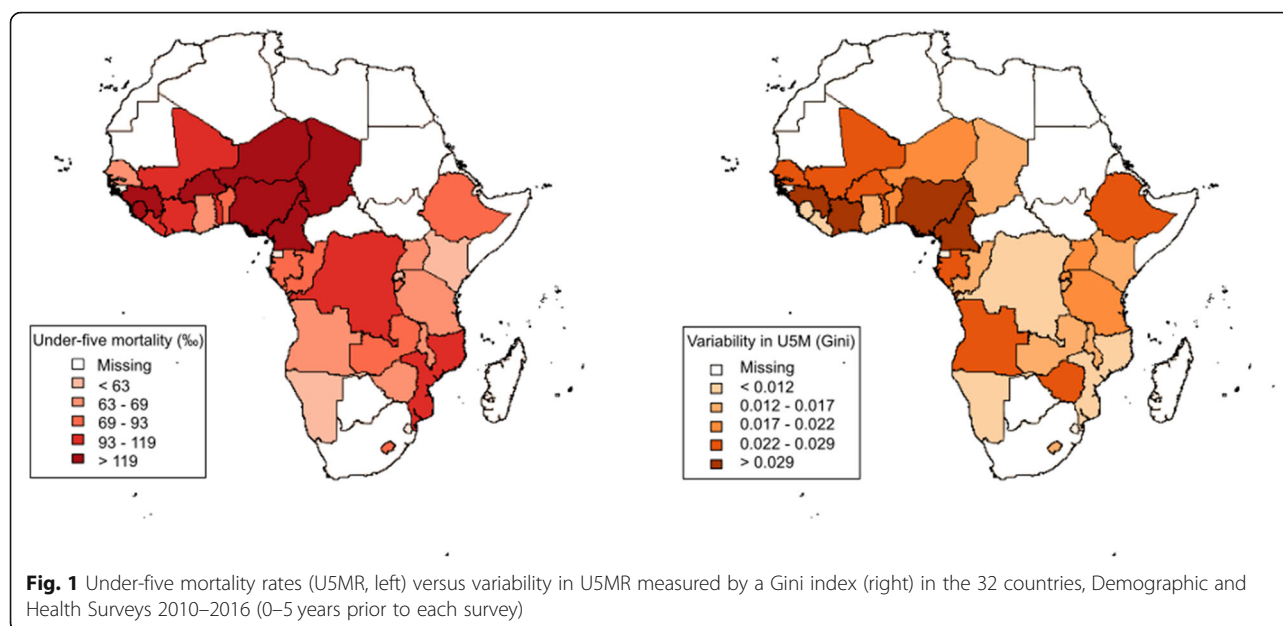 Under-five mortality (‰)
Missing
< 63
63 - 69
69 - 93
93 - 119
> 119
Variability in U5M (Gini)
Missing
< 0.012
0.012 - 0.017
0.017 - 0.022
0.022 - 0.029
> 0.029
Fig. 1 Under-five mortality rates (U5MR, left) versus variability in U5MR measured by a Gini index (right) in the 32 countries, Demographic and
Health Surveys 2010–2016 (0–5 years prior to each survey)